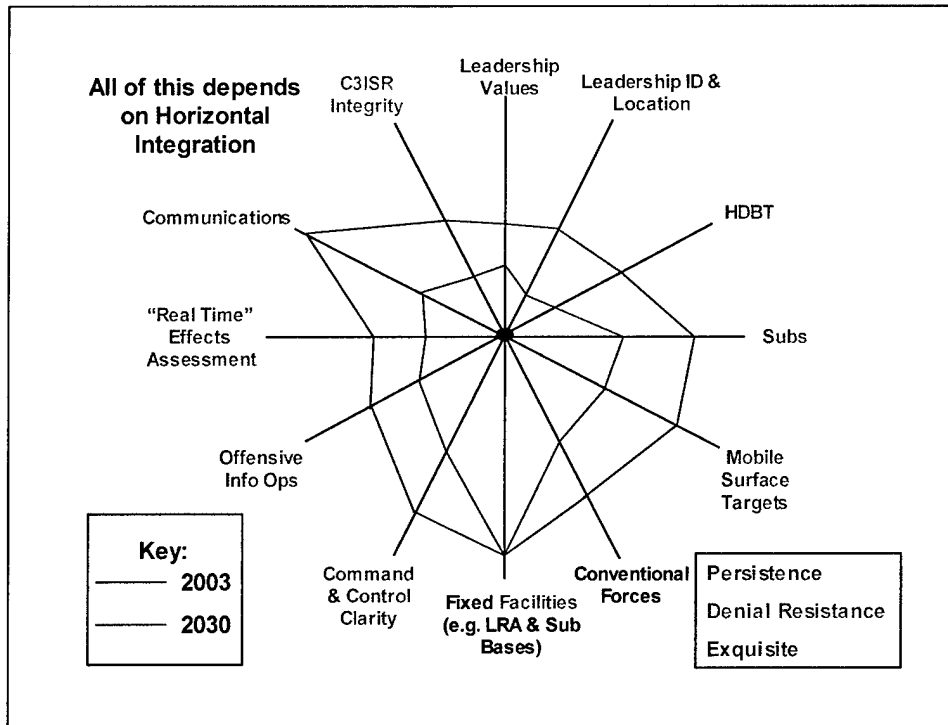 All of this depends
on Horizontal
Integration
C3ISR
Integrity
Leadership
Values
Leadership ID &
Location
HDBT
Subs
Mobile
Surface
Targets
Conventional
Forces
Fixed Facilities
(e.g. LRA & Sub
Bases)
Command
& Control
Clarity
Offensive
Info Ops
“Real Time”
Effects
Assessment
Communications
Key:
2003
2030
Persistence
Denial Resistance
Exquisite